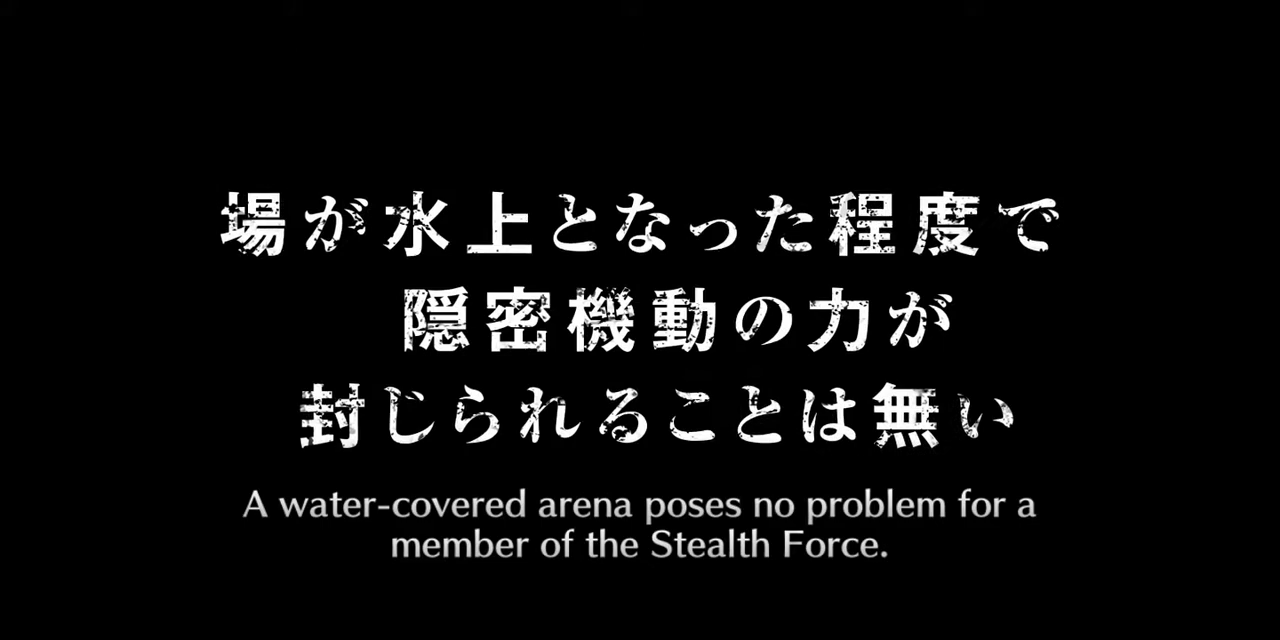 場が水上となった程度で
隠密機動の力が
封じられることは無い
A water-covered arena poses no problem for a
member of the Stealth Force.